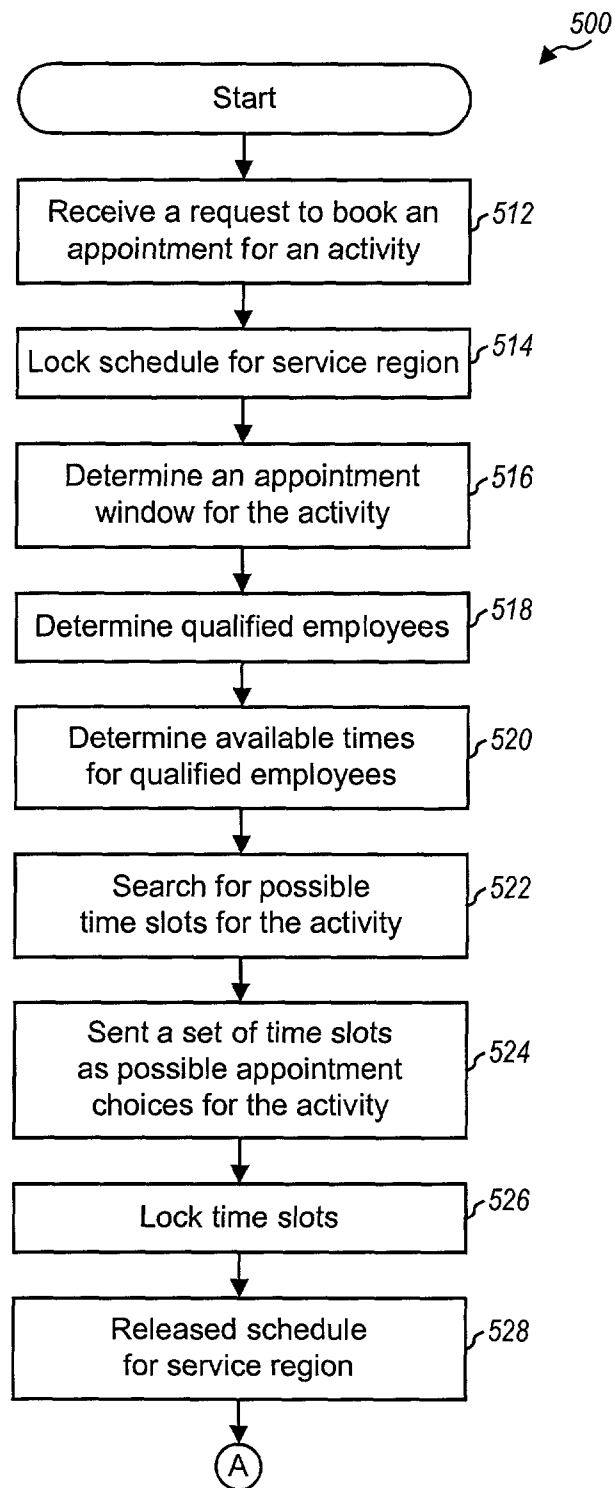 500
Start
Receive a request to book an
appointment for an activity
512
Lock schedule for service region
514
Determine an appointment
window for the activity
516
Determine qualified employees
518
Determine available times
for qualified employees
520
Search for possible
time slots for the activity
522
Sent a set of time slots
as possible appointment
choices for the activity
524
Lock time slots
526
Released schedule
for service region
528
A